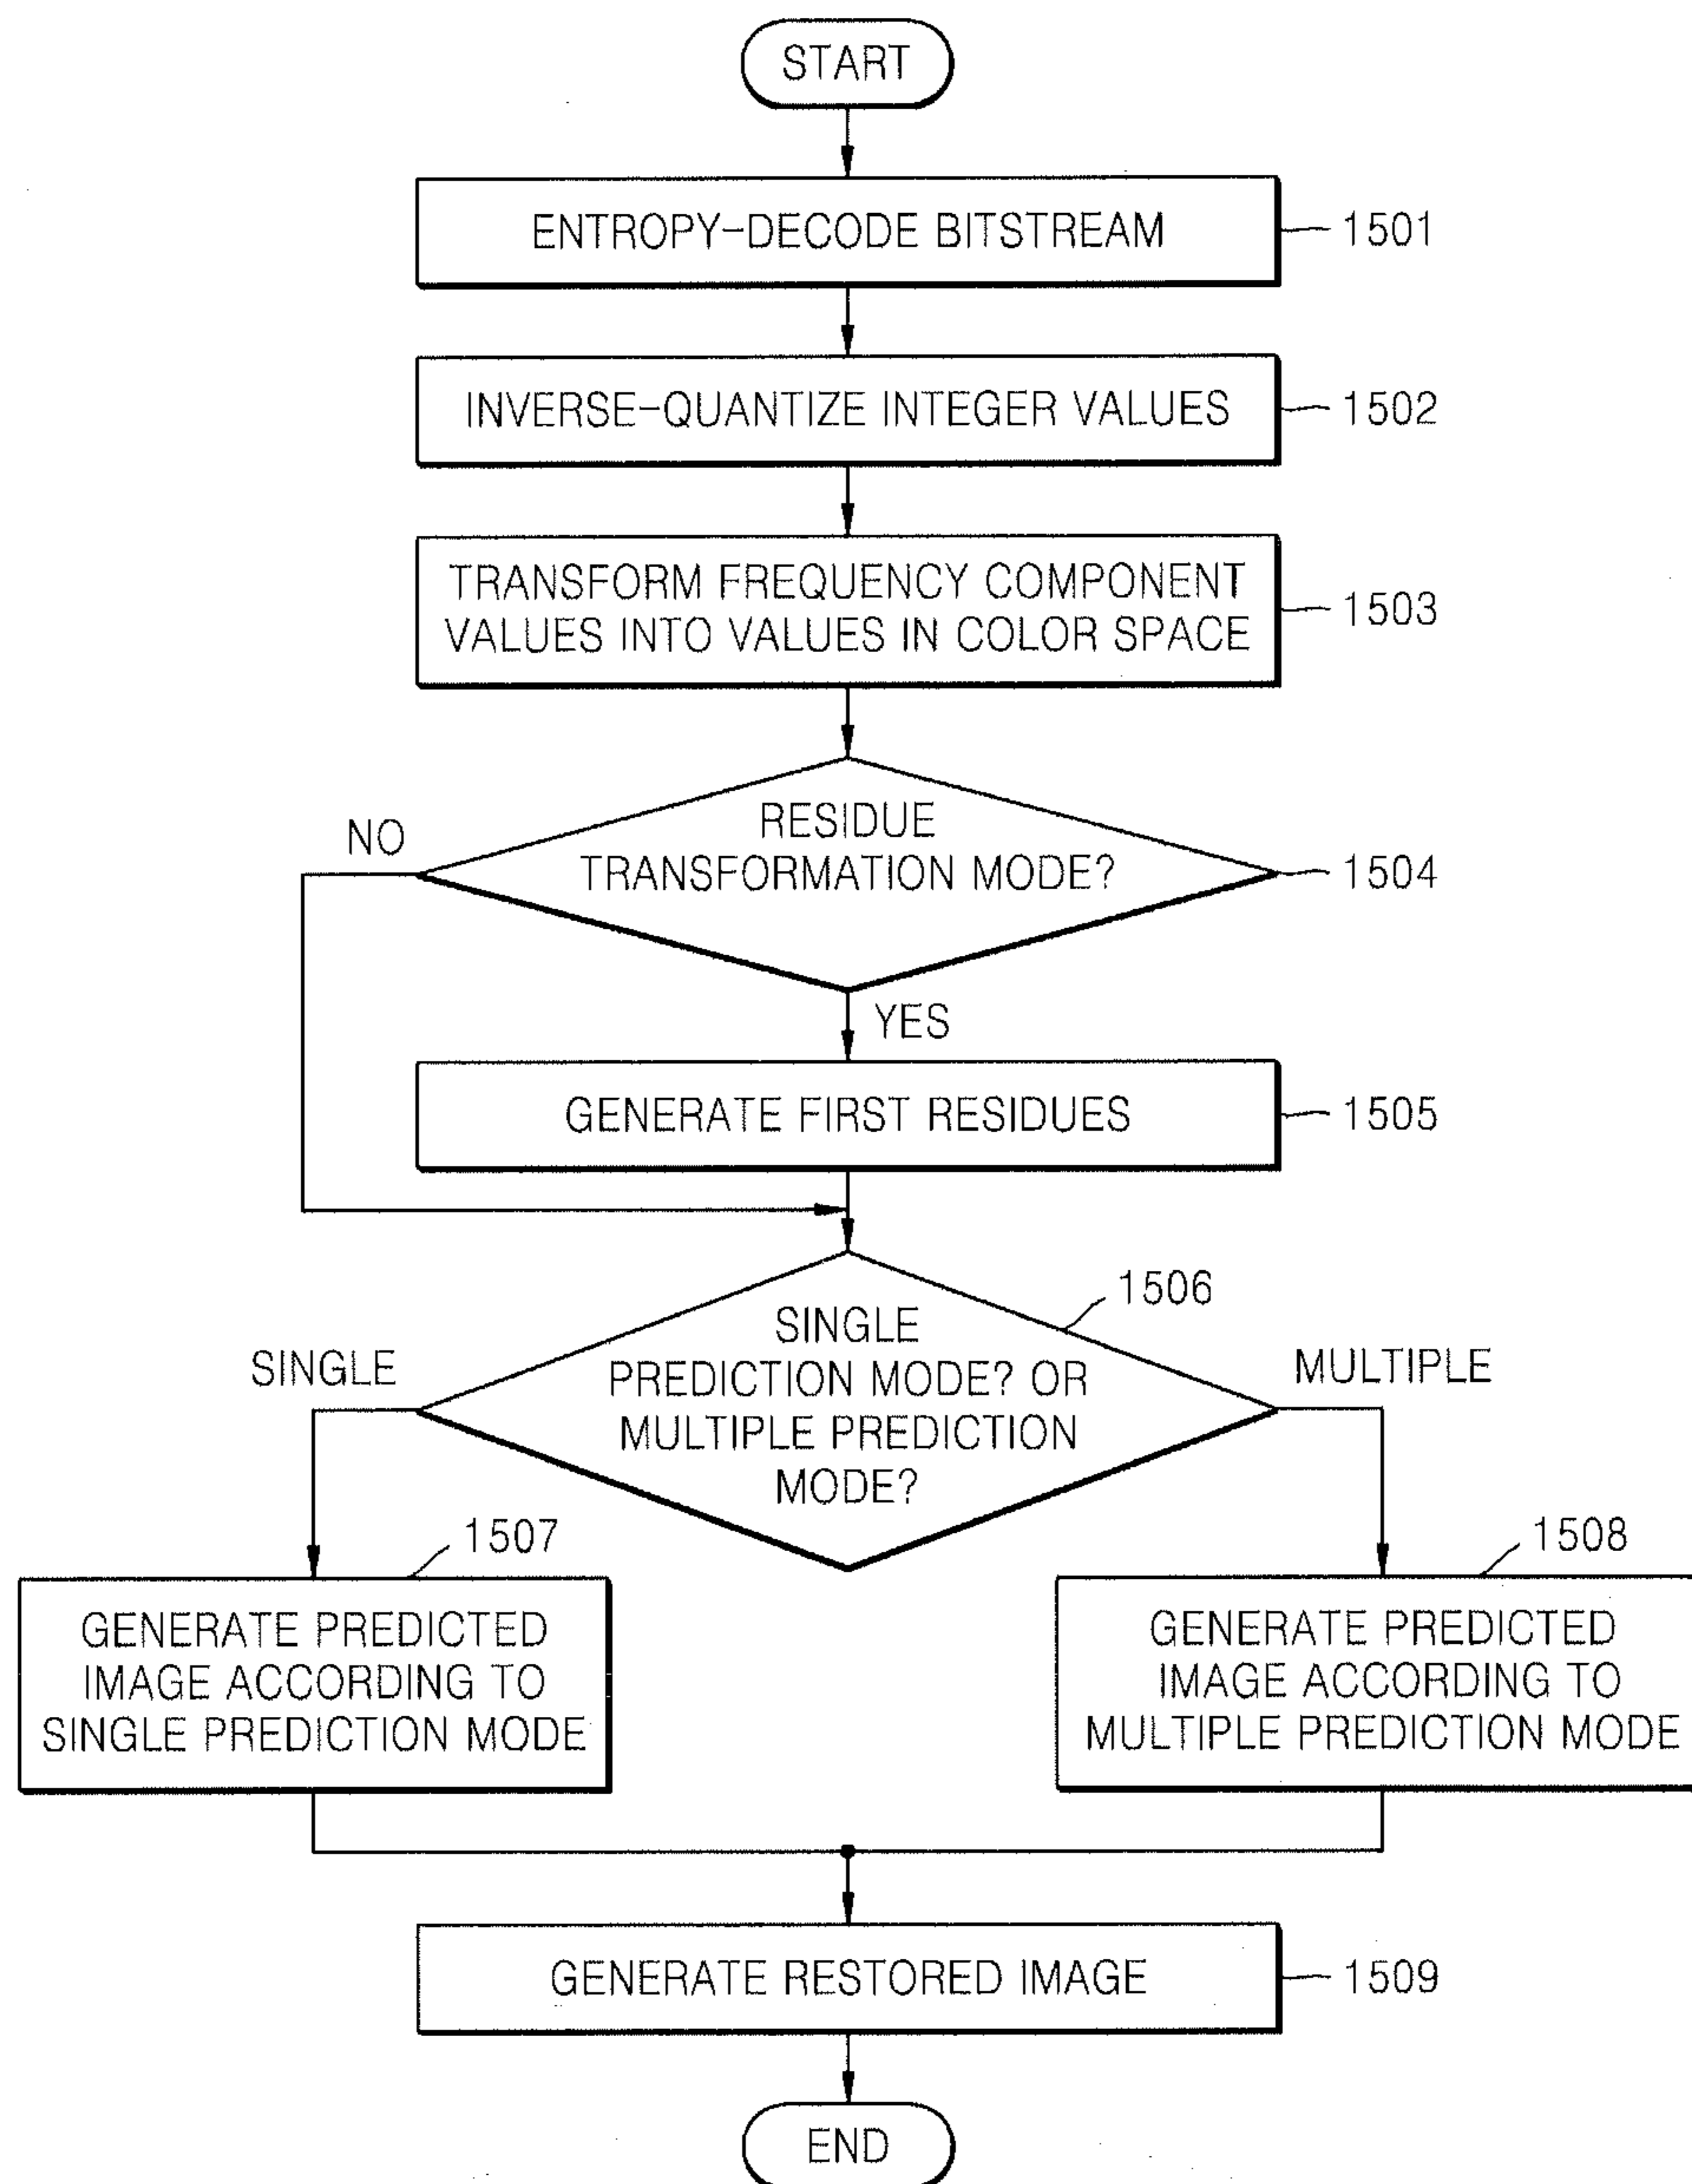 START
ENTROPY-DECODE BITSTREAM
1501
INVERSE-QUANTIZE INTEGER VALUES
1502
TRANSFORM FREQUENCY COMPONENT
VALUES INTO VALUES IN COLOR SPACE
1503
RESIDUE
TRANSFORMATION MODE?
1504
NO
YES
GENERATE FIRST RESIDUES
1505
1506
SINGLE
PREDICTION MODE? OR
MULTIPLE PREDICTION
MODE?
SINGLE
MULTIPLE
1507
GENERATE PREDICTED
IMAGE ACCORDING TO
SINGLE PREDICTION MODE
1508
GENERATE PREDICTED
IMAGE ACCORDING TO
MULTIPLE PREDICTION MODE
GENERATE RESTORED IMAGE
1509
END